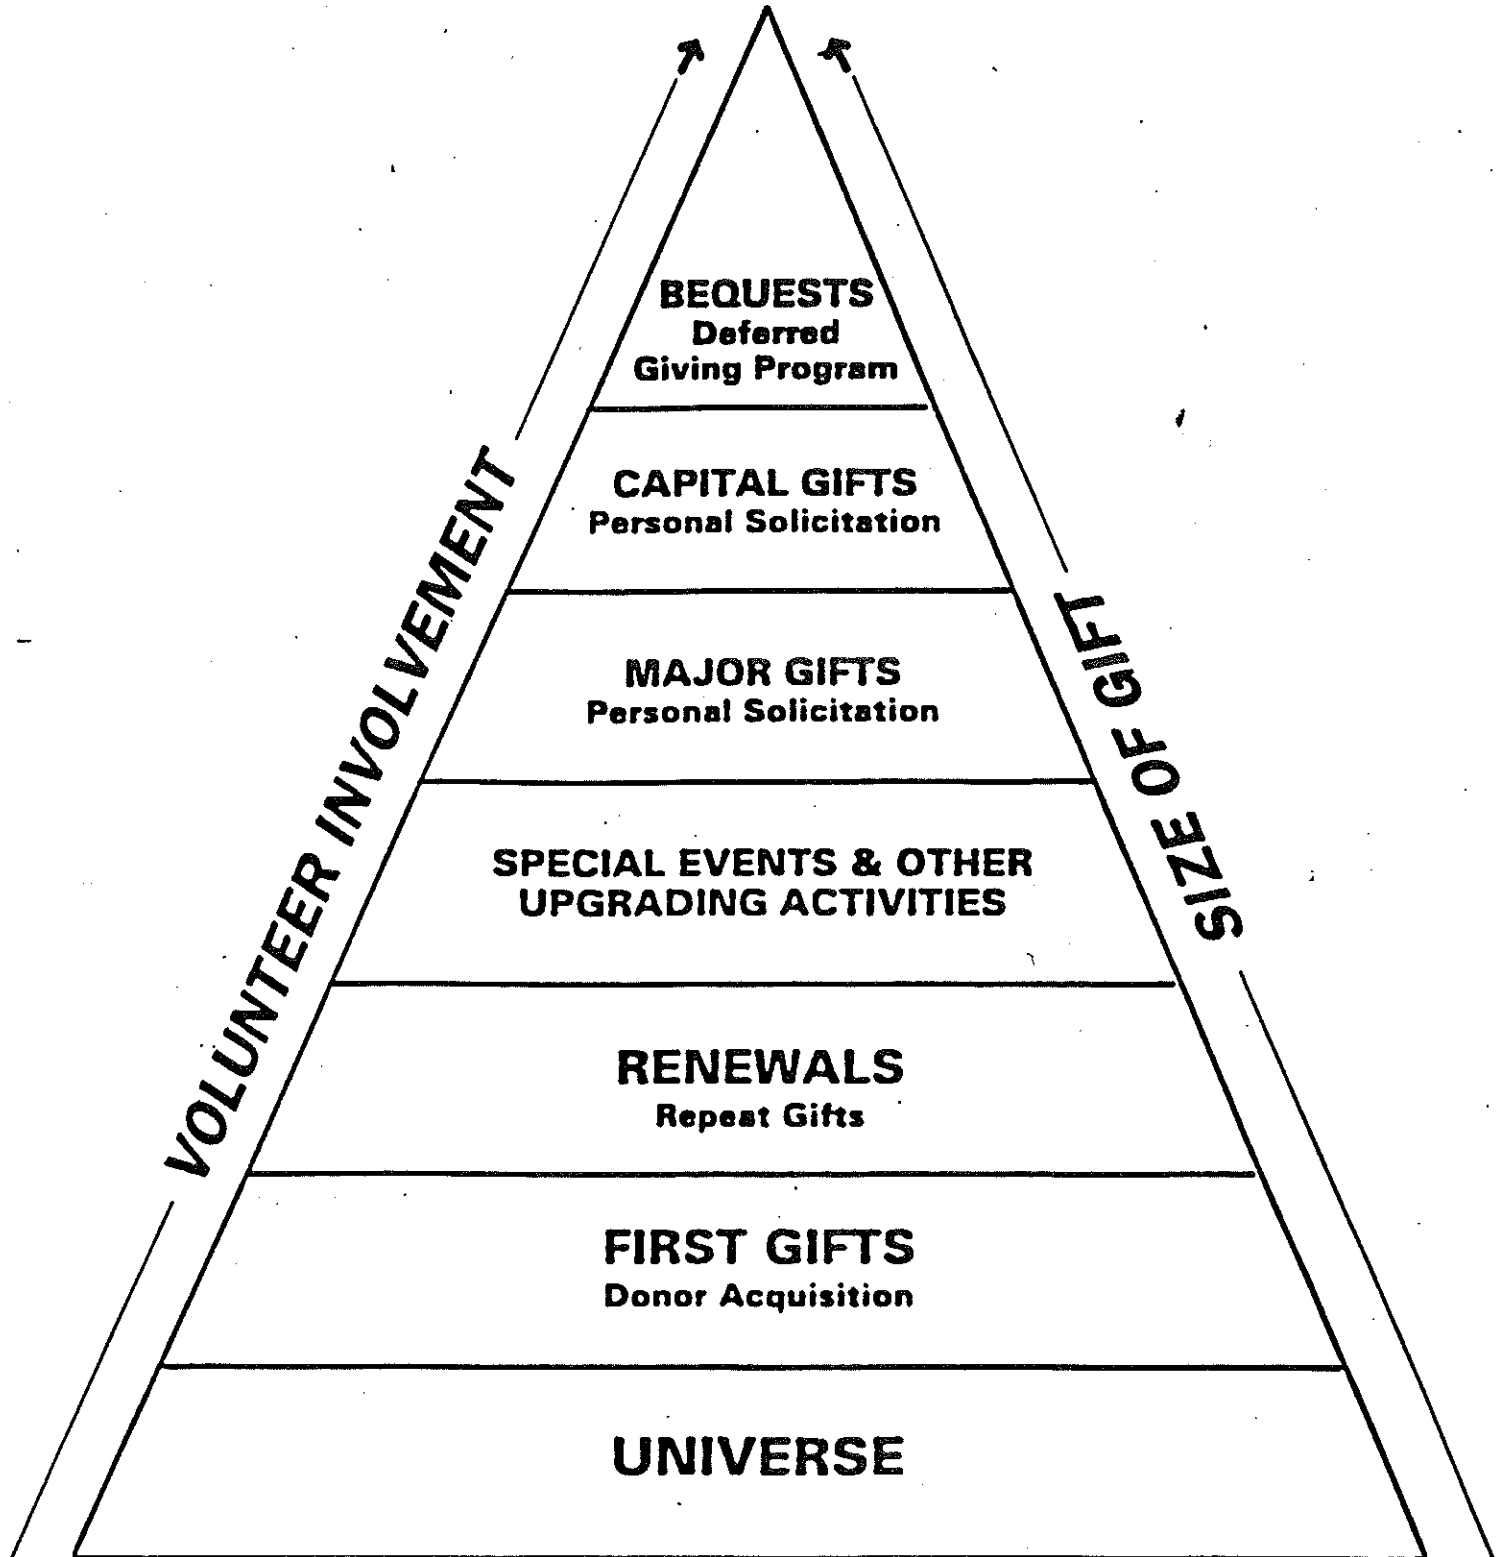 BEQUESTS
Deferred
Giving Program
CAPITAL GIFTS
Personal Solicitation
MAJOR GIFTS
Personal Solicitation
SPECIAL EVENTS & OTHER
UPGRADING ACTIVITIES
RENEWALS
Repeat Gifts
FIRST GIFTS
Donor Acquisition
UNIVERSE
VOLUNTEER INVOLVEMENT
SIZE OF GIFT